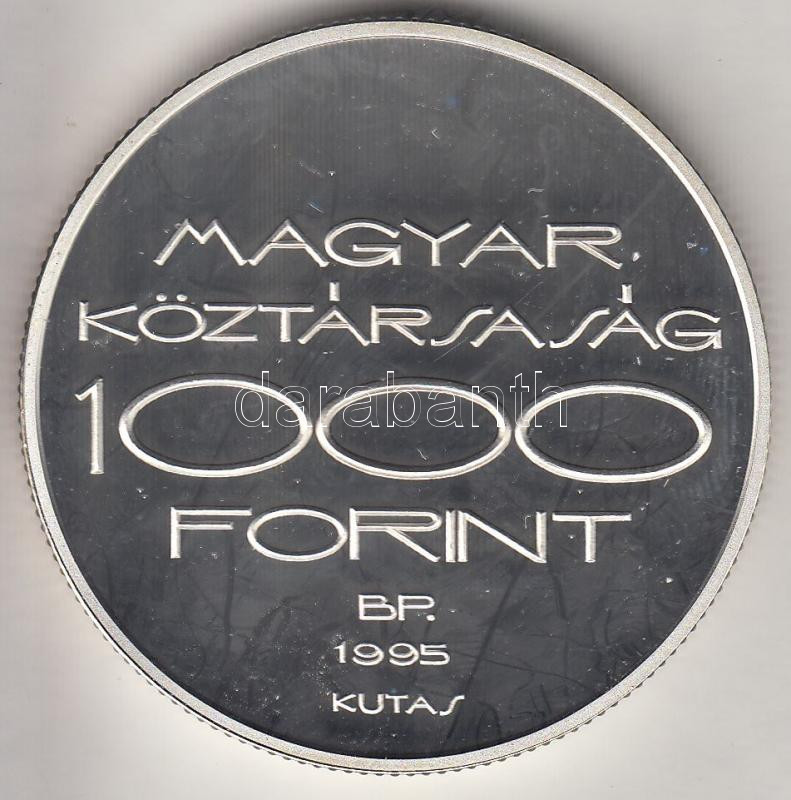 MAGYAR
KÖZTÁRSASÁG
1000
darabanth
FORINT
BP.
1995
KUTAS